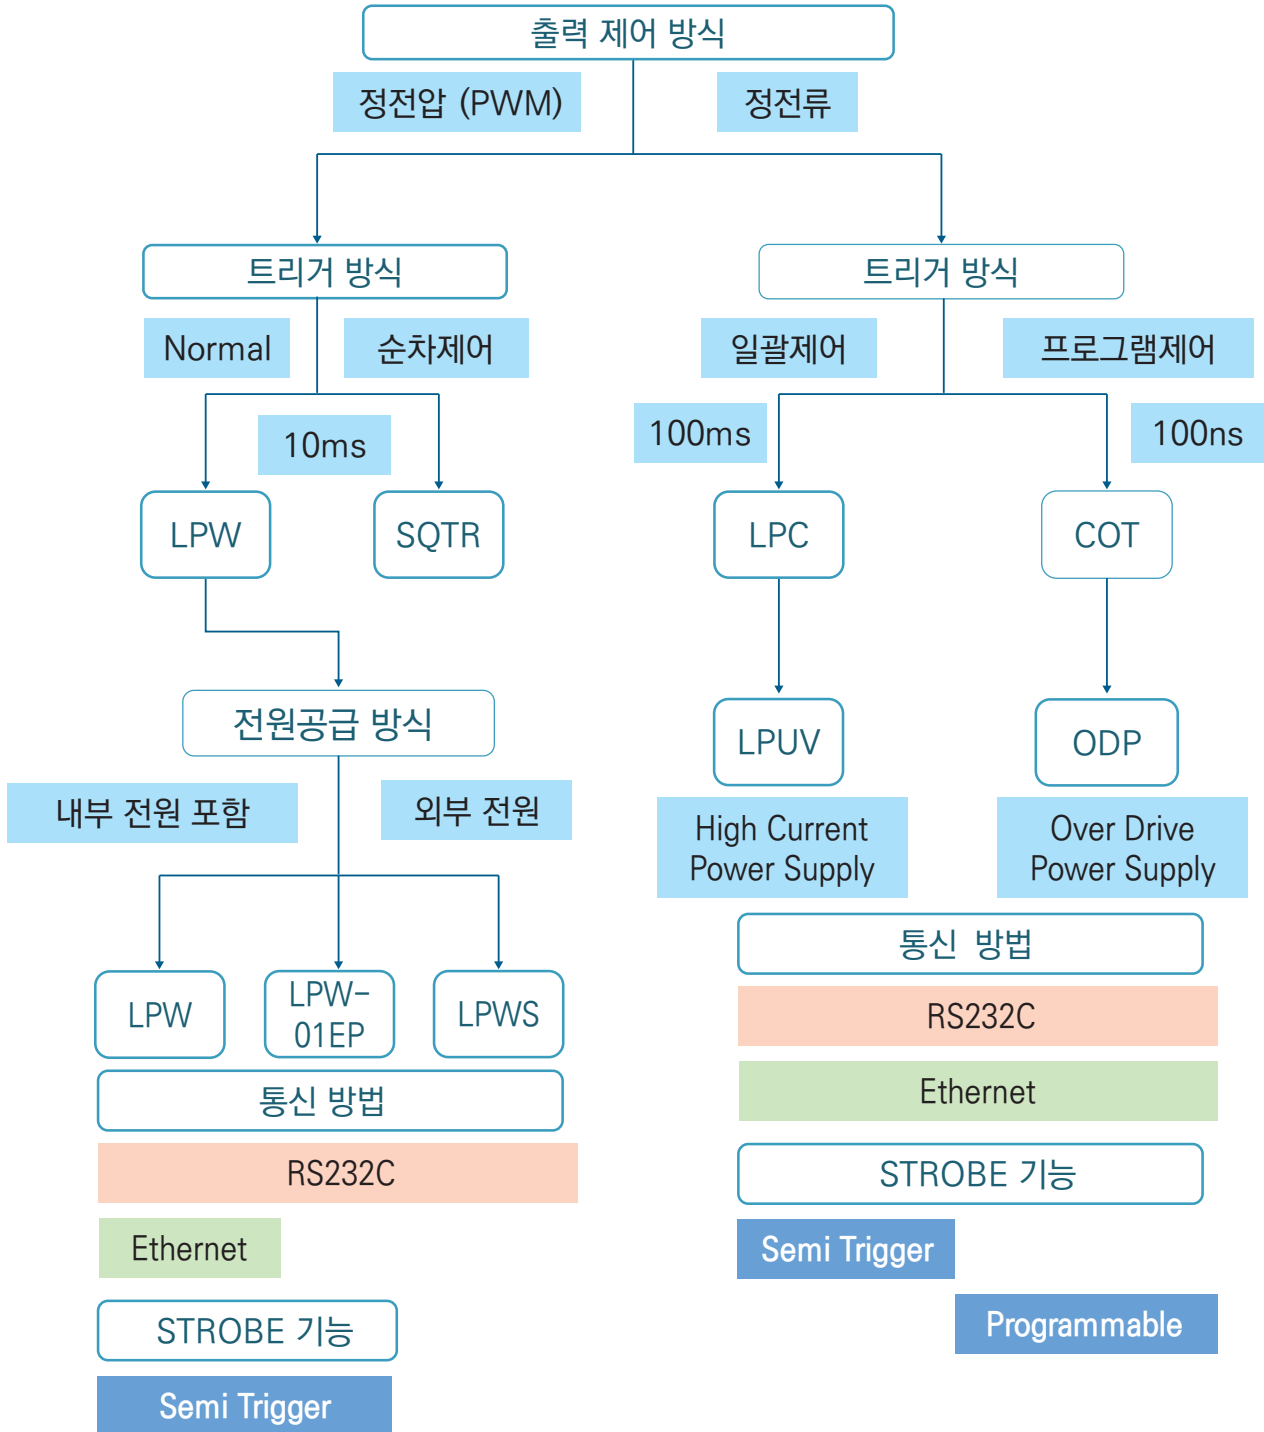 출력 제어 방식
정전압 (PWM)
정전류
트리거 방식
트리거 방식
Normal
순차제어
일괄제어
프로그램제어
10ms
100ms
100ns
LPW
SQTR
LPC
COT
전원공급 방식
LPUV
ODP
내부 전원 포함
외부 전원
High Current
Power Supply
Over Drive
Power Supply
LPW
LPW-
01EP
LPWS
통신 방법
RS232C
Ethernet
STROBE 기능
Semi Trigger
통신 방법
RS232C
Ethernet
STROBE 기능
Semi Trigger
Programmable